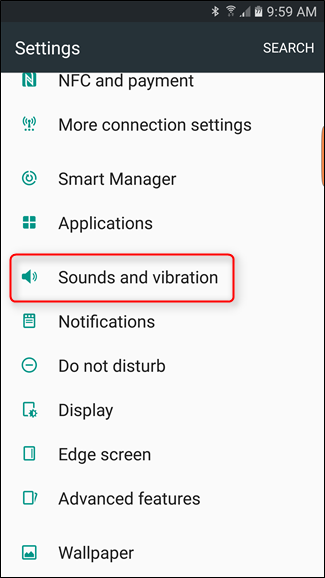 9:59 AM
Settings SEARCH
NFC and payment
More connection settings
Smart Manager
Applications
Sounds and vibration
Notifications
Do not disturb
Display
Edge screen
Advanced features
Wallpaper